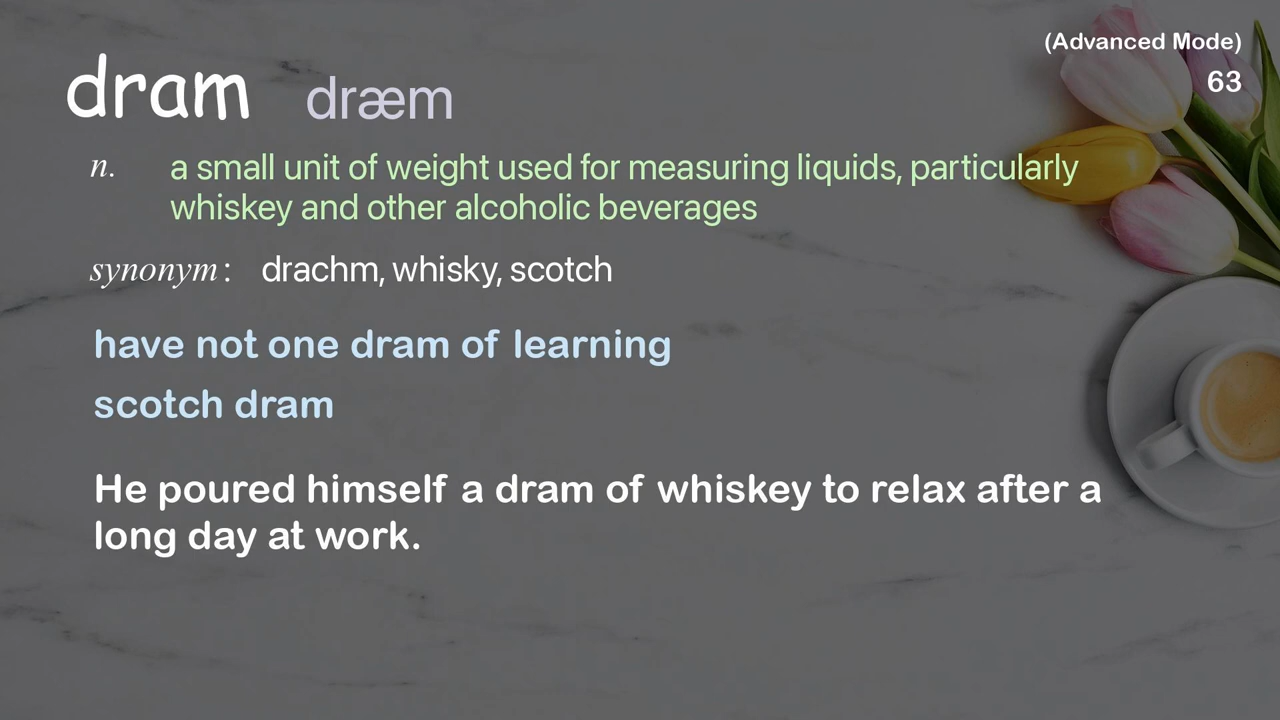 (Advanced Mode)
63
dram dræm
n. a small unit of weight used for measuring liquids, particularly
whiskey and other alcoholic beverages
synonym: drachm, whisky, scotch
have not one dram of learning
scotch dram
He poured himself a dram of whiskey to relax after a
long day at work.